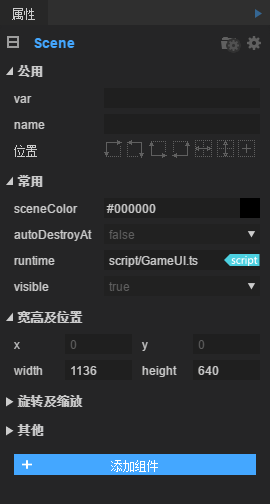 属性
Scene
公用
var
name
位置
常用
sceneColor #000000
autoDestroyAt false
runtime script/GameUI.ts script
visible true
宽高及位置
x 0 y 0
width 1136 height 640
旋转及缩放
其他
+ 添加组件